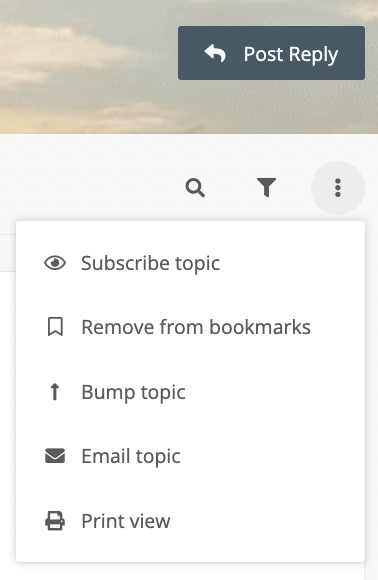 Post Reply
Subscribe topic
Remove from bookmarks
Bump topic
Email topic
Print view